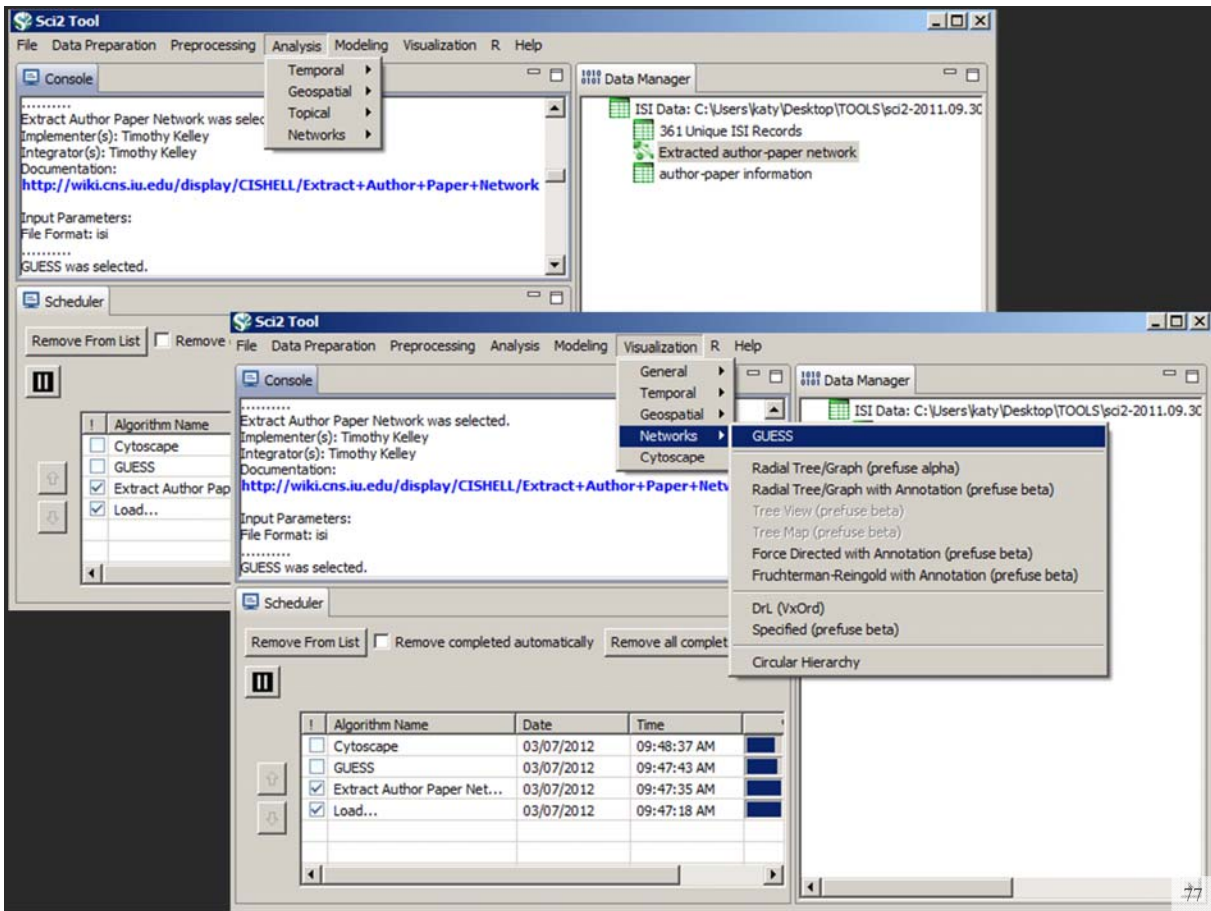 Sci2 Tool
File Data Preparation Preprocessing Analysis Modeling Visualization R Help
Console
Temporal
Geospatial
Topical
Networks
..........
Extract Author Paper Network was selec
Implementer(s): Timothy Kelley
Integrator(s): Timothy Kelley
Documentation:
http://wiki.cns.iu.edu/display/CISHELL/Extract+Author+Paper+Network
Input Parameters:
File Format: isi
..........
GUESS was selected.
Data Manager
ISI Data: C:\Users\katy\Desktop\TOOLS\sci2-2011.09.30
361 Unique ISI Records
Extracted author-paper network
author-paper information
Scheduler
Remove From List Remove
! Algorithm Name
Cytoscape
GUESS
Extract Author Pap
Load...
Sci2 Tool
File Data Preparation Preprocessing Analysis Modeling Visualization R Help
Console
General
Temporal
Geospatial
Networks
Cytoscape
GUESS
Radial Tree/Graph (prefuse alpha)
Radial Tree/Graph with Annotation (prefuse beta)
Tree View (prefuse beta)
Tree Map (prefuse beta)
Force Directed with Annotation (prefuse beta)
Fruchterman-Reingold with Annotation (prefuse beta)
DrL (VxOrd)
Specified (prefuse beta)
Circular Hierarchy
..........
Extract Author Paper Network was selected.
Implementer(s): Timothy Kelley
Integrator(s): Timothy Kelley
Documentation:
http://wiki.cns.iu.edu/display/CISHELL/Extract+Author+Paper+Netw
Input Parameters:
File Format: isi
..........
GUESS was selected.
Data Manager
ISI Data: C:\Users\katy\Desktop\TOOLS\sci2-2011.09.30
Scheduler
Remove From List Remove completed automatically Remove all complet
! Algorithm Name Date Time
Cytoscape 03/07/2012 09:48:37 AM
GUESS 03/07/2012 09:47:43 AM
Extract Author Paper Net... 03/07/2012 09:47:35 AM
Load... 03/07/2012 09:47:18 AM
77